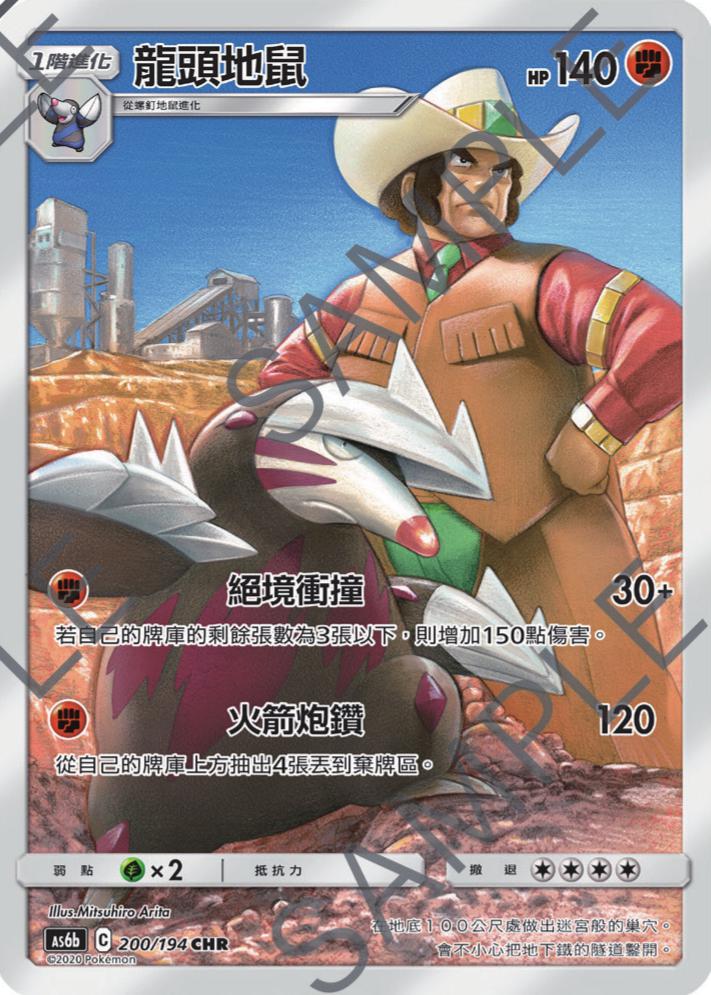 1階進化
龍頭地鼠
HP 140
從螺釘地鼠進化
絕境衝撞 30+
若自己的牌庫的剩餘張數為3張以下，則增加150點傷害。
火箭炮鑽 120
從自己的牌庫上方抽出4張丟到棄牌區。
弱點 ×2 抵抗力 撤退
Illus. Mitsuhiro Arita
AS6b C 200/194 CHR
©2020 Pokémon
在地底１００公尺處做出迷宮般的巢穴。
會不小心把地下鐵的隧道鑿開。
SAMPLE
SAMPLE
SAMPLE